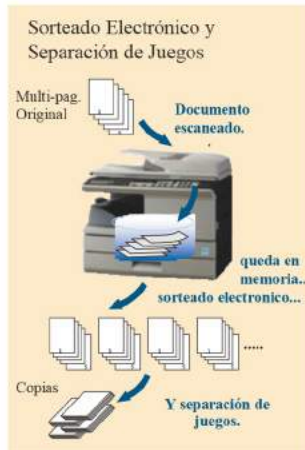 Sorteado Electrónico y
Separación de Juegos
Multi-pag.
Original
Documento
escaneado.
queda en
memoria..
sorteado electronico...
.....
Copias
Y separación de
juegos.